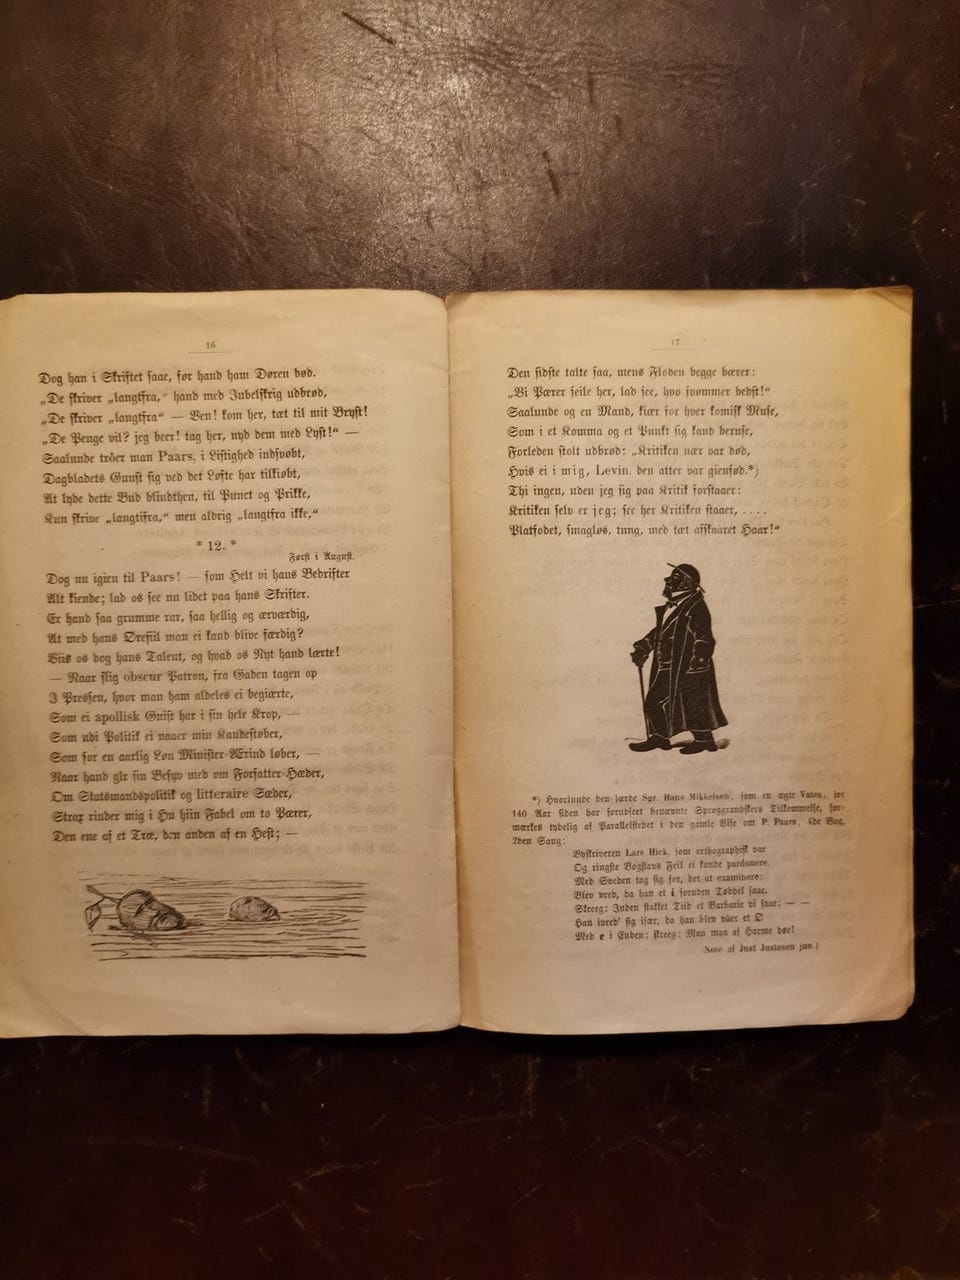 16
Dog han i Skriftet saae, før hand ham Døren bød.
„De skriver „langtfra,“ hand med Jubelskrig udbrød,
„De skriver „langtfra“ — Ven! kom her, tæt til mit Bryst!
„De Penge vil? jeg beer! tag her, nyd dem med Lyst!“ —
Saalunde tröer man Paars, i Listighed indsvøbt,
Dagbladets Gunst sig ved det Løfte har tilkiøbt,
At lyde dette Bud blindthen, til Punct og Prikke,
Kun skrive „langtifra,“ men aldrig „langtfra ikke,“
* 12. *
Først i August.
Dog nu igien til Paars! — som Helt vi hans Bedrifter
Alt kiende; lad os see nu lidet paa hans Skrifter.
Er hand saa grumme rar, saa hellig og ærværdig,
At med hans Drefiil man ei kand blive færdig?
Viis os dog hans Talent, og hvad os Nyt hand lærte!
— Naar slig obscur Patron, fra Gaden tagen op
I Pressen, hvor man ham aldeles ei begiærte,
Som ei apollisk Gnist har i sin hele Krop, —
Som udi Politik ei naaer min Kandestøber,
Som for en aarlig Løn Minister-Ærind løber, —
Naar hand gir sin Besyv med om Forfatter-Hæder,
Om Statsmandspolitik og litteraire Sæder,
Strax rinder mig i Hu hiin Fabel om to Pærer,
Den ene af et Træ, den anden af en Hest; —
17
Den sidste talte saa, mens Floden begge bærer:
„Vi Pærer seile her, lad see, hvo svømmer bedst!“
Saalunde og en Mand, kiær for hver komisk Muse,
Som i et Komma og et Punkt sig kand beruse,
Forleden stolt udbrød: „Kritiken nær var død,
Hvis ei i mig, Levin, den atter var gienfød.*)
Thi ingen, uden jeg sig paa Kritik forstaaer:
Kritiken selv er jeg; see her Kritiken staaer, . . . .
Platfodet, smagløs, tung, med tæt afskaaret Haar!“
*) Hvorlunde den lærde Sgr. Hans Mikkelsen, som en ægte Vates, for
140 Aar siden har forudseet benævnte Sproggrandskers Tilkommelse, for-
mærkes tydelig af Parallelstedet i den gamle Vise om P. Paars, 4de Bog,
2den Sang:
Byskriveren Lars Hiek, som orthographist var
Og ringste Bogstavs Feil ei kunde pardonere,
Med Sveden tog sig for, det at examinere;
Blev vred, da han et i foruden Tøddel saae,
Skreeg: Inden stakket Tiid et Barbarie vi faae; — —
Han ivred' sig især, da han blev vaer et O
Med e i Enden; skreeg: Man maa af Harme døe!
(Note af Just Justesen jun.)